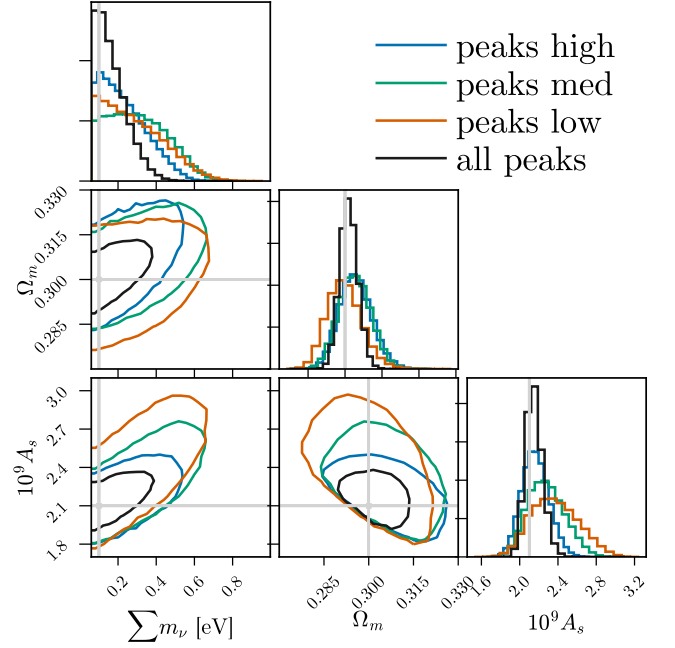 peaks high
peaks med
peaks low
all peaks
0.330
0.315
0.300
0.285
Ωₘ
3.0
2.7
2.4
2.1
1.8
10⁹Aₛ
0.2 0.4 0.6 0.8
∑mᵥ [eV]
0.285 0.300 0.315 0.330
Ωₘ
1.6 2.0 2.4 2.8 3.2
10⁹Aₛ